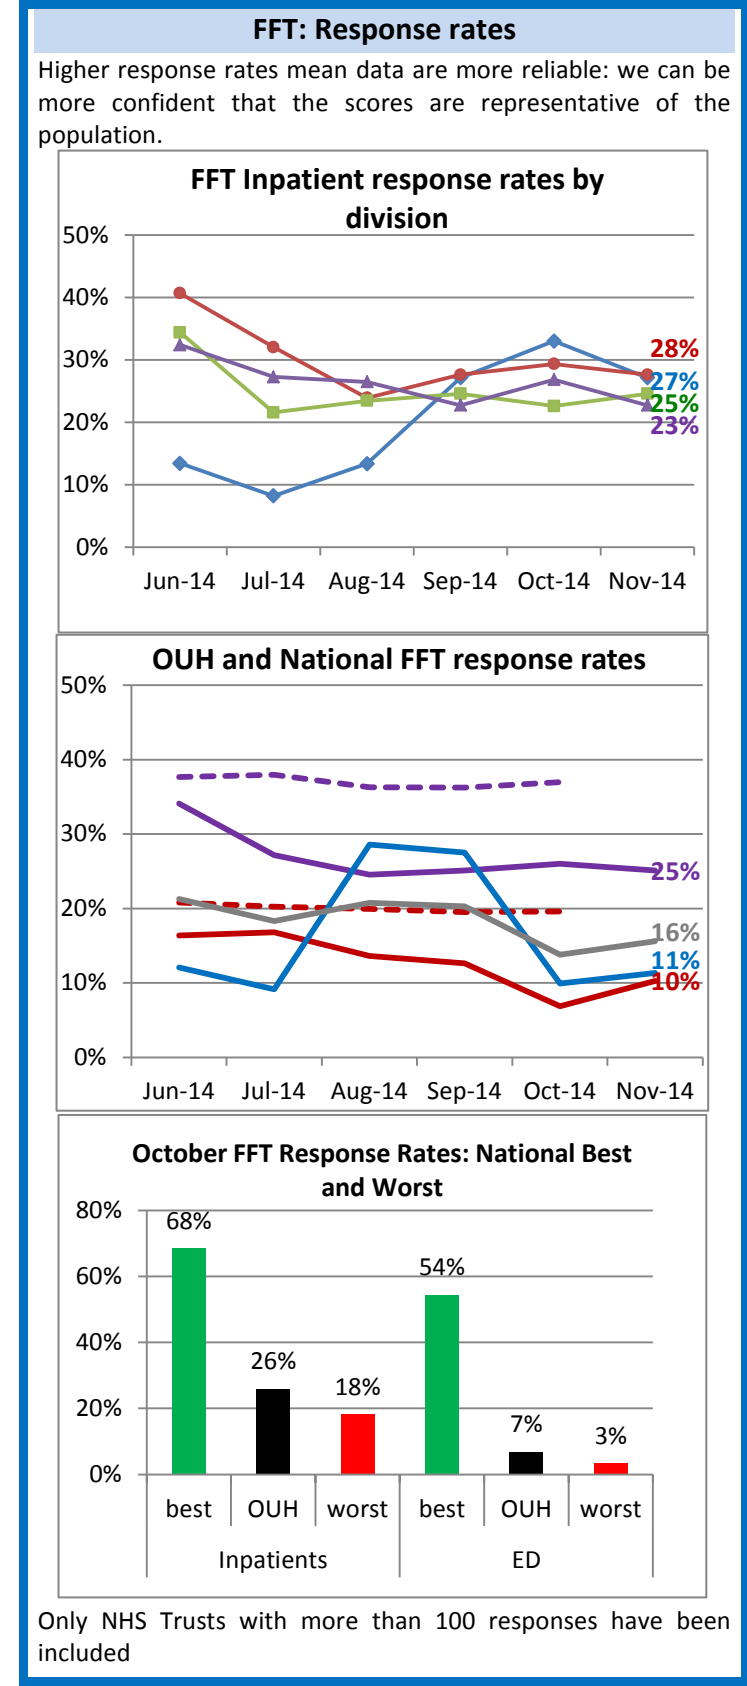 FFT: Response rates
Higher response rates mean data are more reliable: we can be
more confident that the scores are representative of the
population.
FFT Inpatient response rates by
division
50%
40%
30%
20%
10%
0%
28%
27%
25%
23%
Jun-14 Jul-14 Aug-14 Sep-14 Oct-14 Nov-14
OUH and National FFT response rates
50%
40%
30%
20%
10%
0%
25%
16%
11%
10%
Jun-14 Jul-14 Aug-14 Sep-14 Oct-14 Nov-14
October FFT Response Rates: National Best
and Worst
80%
60%
40%
20%
0%
68%
26%
18%
54%
7%
3%
best OUH worst best OUH worst
Inpatients ED
Only NHS Trusts with more than 100 responses have been
included